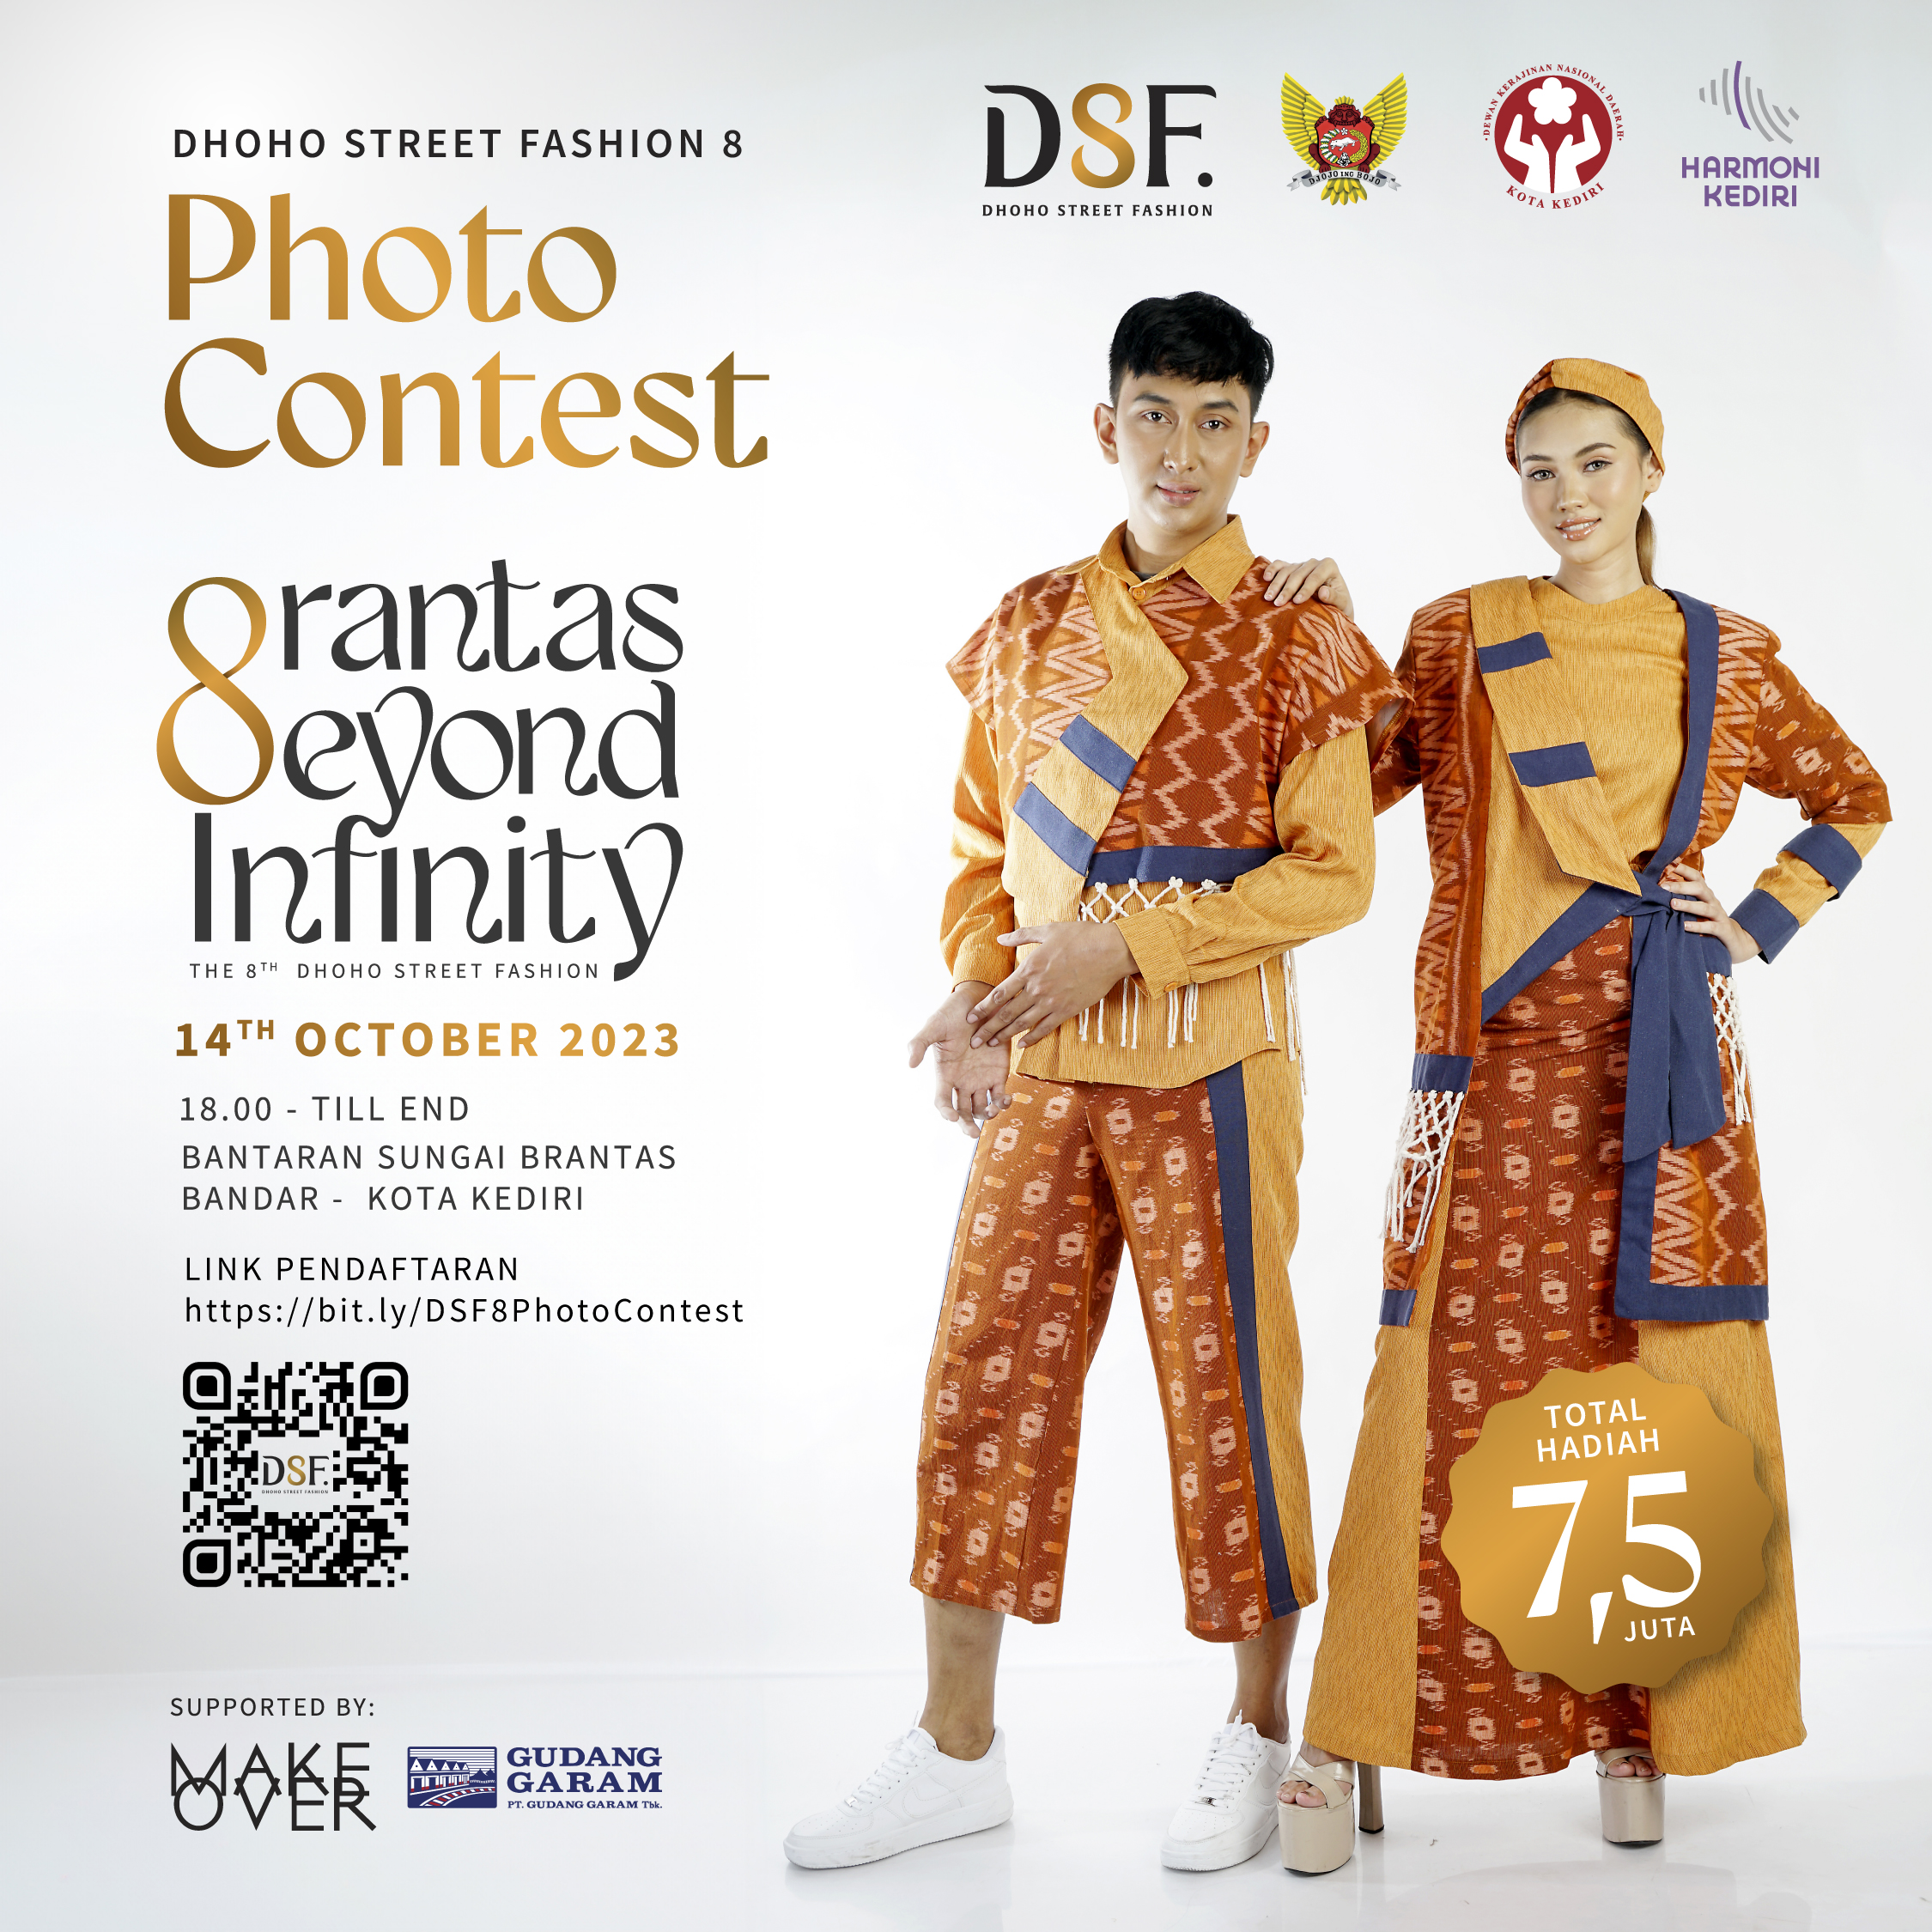 DHOHO STREET FASHION 8
Photo
Contest
DSF.
DHOHO STREET FASHION
DJOJO ING BOJO
DEWAN KERAJINAN NASIONAL DAERAH
KOTA KEDIRI
HARMONI
KEDIRI
8rantas
8eyond
Infinity
THE 8TH DHOHO STREET FASHION
14TH OCTOBER 2023
18.00 - TILL END
BANTARAN SUNGAI BRANTAS
BANDAR - KOTA KEDIRI
LINK PENDAFTARAN
https://bit.ly/DSF8PhotoContest
DSF.
DHOHO STREET FASHION
TOTAL
HADIAH
7,5
JUTA
SUPPORTED BY:
MAKE
OVER
GUDANG
GARAM
PT. GUDANG GARAM Tbk.